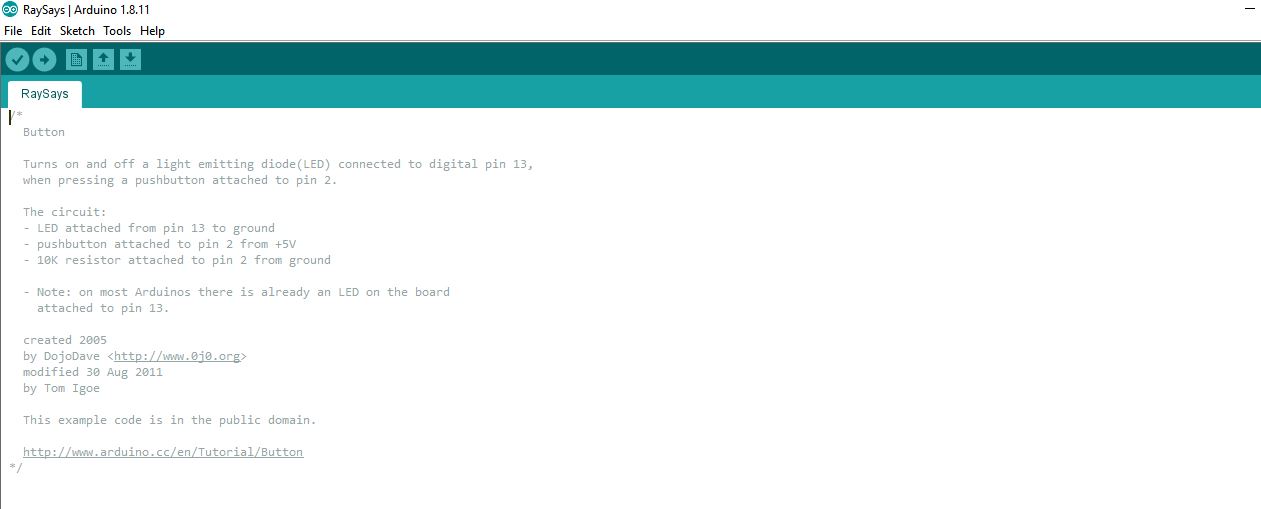 RaySays | Arduino 1.8.11
File Edit Sketch Tools Help
RaySays
/*
Button
Turns on and off a light emitting diode(LED) connected to digital pin 13,
when pressing a pushbutton attached to pin 2.
The circuit:
- LED attached from pin 13 to ground
- pushbutton attached to pin 2 from +5V
- 10K resistor attached to pin 2 from ground
- Note: on most Arduinos there is already an LED on the board
attached to pin 13.
created 2005
by DojoDave <http://www.0j0.org>
modified 30 Aug 2011
by Tom Igoe
This example code is in the public domain.
http://www.arduino.cc/en/Tutorial/Button
*/